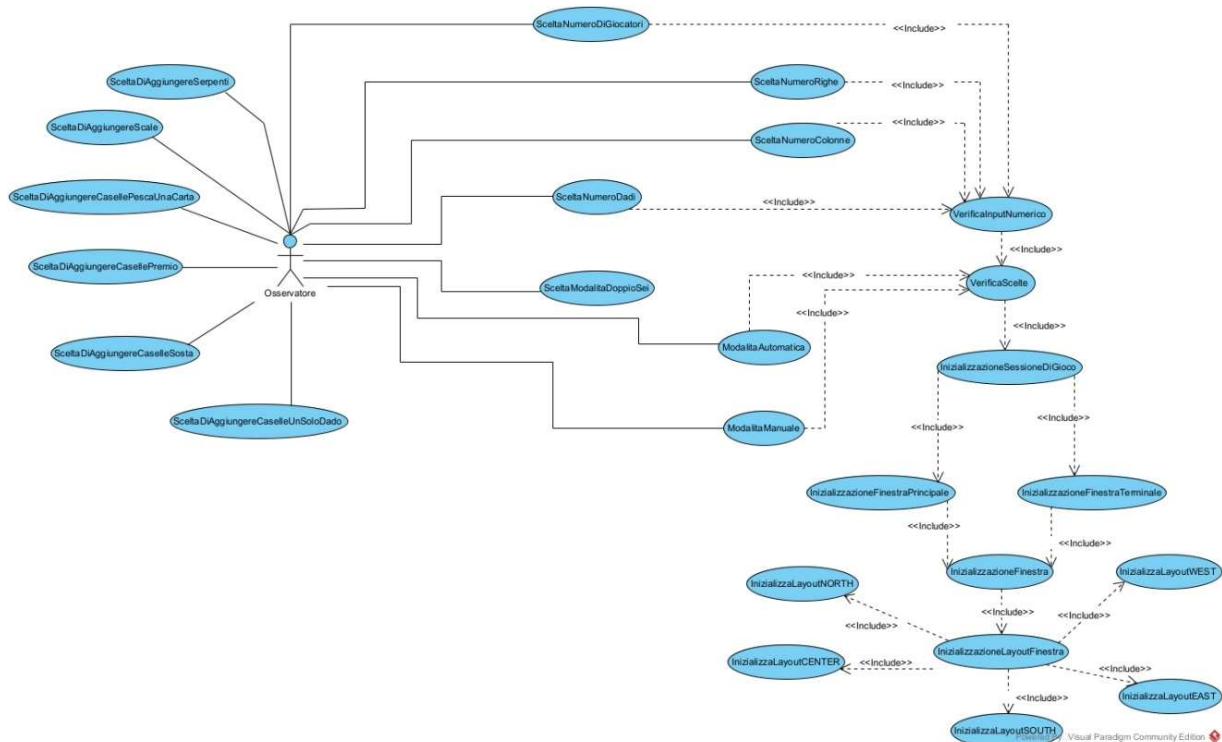 SceltaNumeroDiGiocatori
<<Include>>
SceltaDiAggiungereSerpenti
SceltaNumeroRighe
<<Include>>
SceltaDiAggiungereScale
SceltaNumeroColonne
<<Include>>
SceltaDiAggiungereCasellePescaUnaCarta
SceltaNumeroDadi
<<Include>>
VerificaInputNumerico
<<Include>>
SceltaDiAggiungereCasellePremio
Osservatore
SceltaModalitaDoppioSei
<<Include>>
VerificaScelte
<<Include>>
<<Include>>
SceltaDiAggiungereCaselleSosta
ModalitaAutomatica
InizializzazioneSessioneDiGioco
SceltaDiAggiungereCaselleUnSoloDado
ModalitaManuale
<<Include>>
<<Include>>
InizializzazioneFinestraPrincipale
InizializzazioneFinestraTerminale
<<Include>>
<<Include>>
InizializzaLayoutNORTH
InizializzazioneFinestra
InizializzaLayoutWEST
<<Include>>
<<Include>>
<<Include>>
InizializzazioneLayoutFinestra
InizializzaLayoutCENTER
<<Include>>
<<Include>>
<<Include>>
InizializzaLayoutEAST
InizializzaLayoutSOUTH
Powered By Visual Paradigm Community Edition